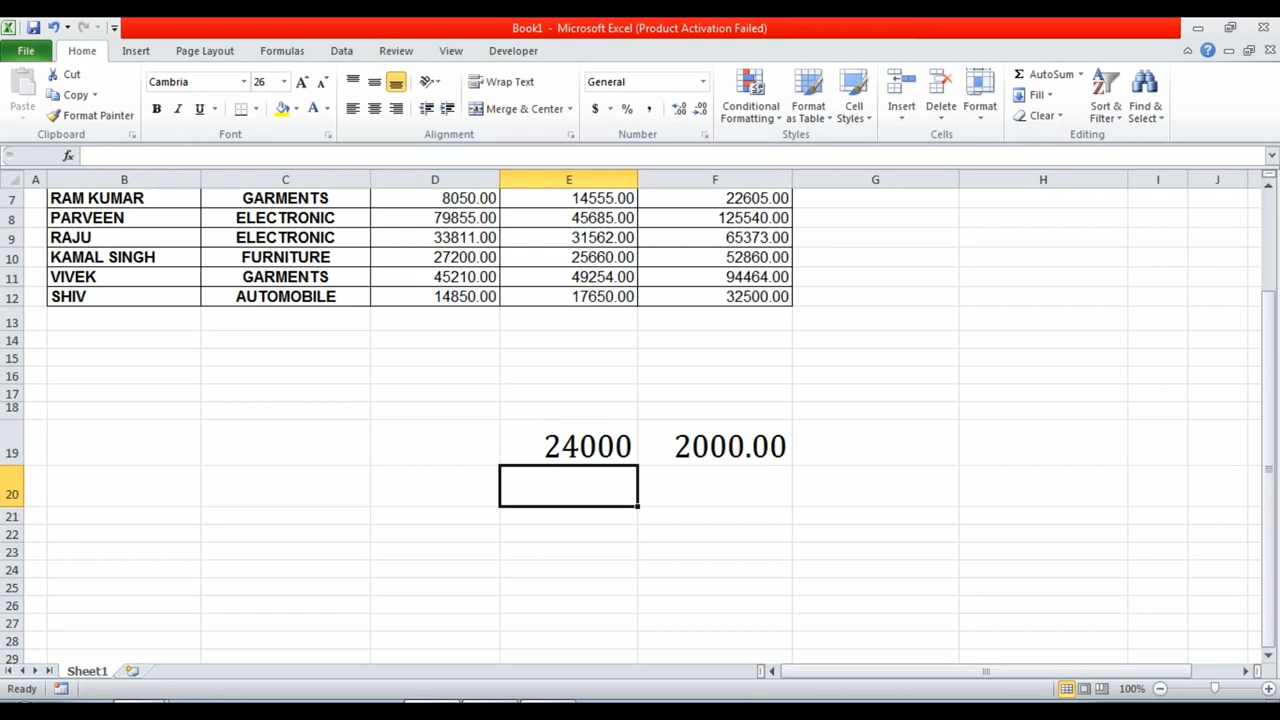 Book1 - Microsoft Excel (Product Activation Failed)
File Home Insert Page Layout Formulas Data Review View Developer
Paste
Cut
Copy
Format Painter
Clipboard
Cambria 26
B I U
Font
Wrap Text
Merge & Center
Alignment
General
$ % ,
Number
Conditional Formatting
Format as Table
Cell Styles
Styles
Insert Delete Format
Cells
AutoSum
Fill
Clear
Sort & Filter
Find & Select
Editing
fx
A B C D E F G H I J
7 RAM KUMAR GARMENTS 8050.00 14555.00 22605.00
8 PARVEEN ELECTRONIC 79855.00 45685.00 125540.00
9 RAJU ELECTRONIC 33811.00 31562.00 65373.00
10 KAMAL SINGH FURNITURE 27200.00 25660.00 52860.00
11 VIVEK GARMENTS 45210.00 49254.00 94464.00
12 SHIV AUTOMOBILE 14850.00 17650.00 32500.00
13
14
15
16
17
18
19 24000 2000.00
20
21
22
23
24
25
26
27
28
29
Sheet1
Ready 100%